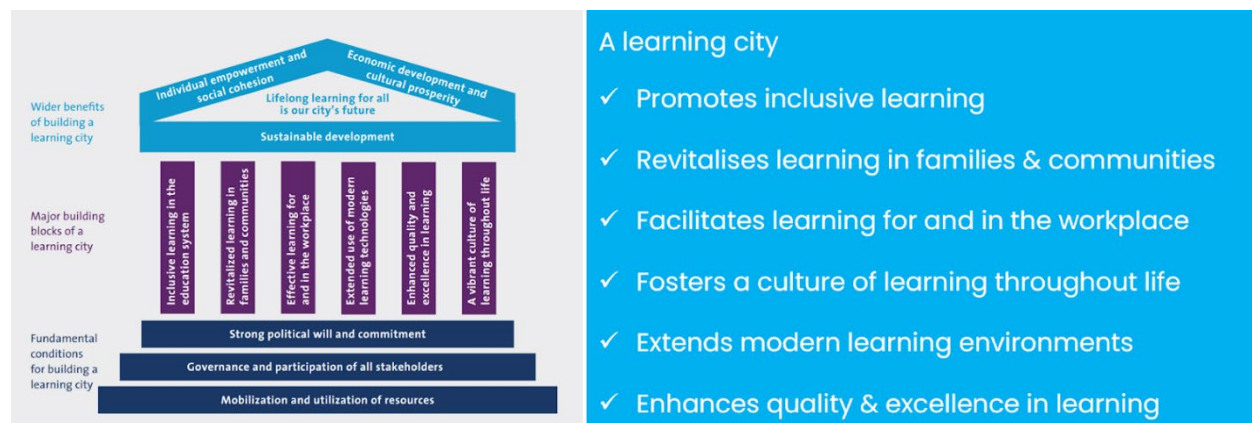 Individual empowerment and
social cohesion
Economic development and
cultural prosperity
Lifelong learning for all
is our city's future
Wider benefits
of building a
learning city
Sustainable development
Major building
blocks of a
learning city
Inclusive learning in the
education system
Revitalized learning in
families and communities
Effective learning for
and in the workplace
Extended use of modern
learning technologies
Enhanced quality and
excellence in learning
A vibrant culture of
learning throughout life
Fundamental
conditions
for building a
learning city
Strong political will and commitment
Governance and participation of all stakeholders
Mobilization and utilization of resources
A learning city
✓ Promotes inclusive learning
✓ Revitalises learning in families & communities
✓ Facilitates learning for and in the workplace
✓ Fosters a culture of learning throughout life
✓ Extends modern learning environments
✓ Enhances quality & excellence in learning